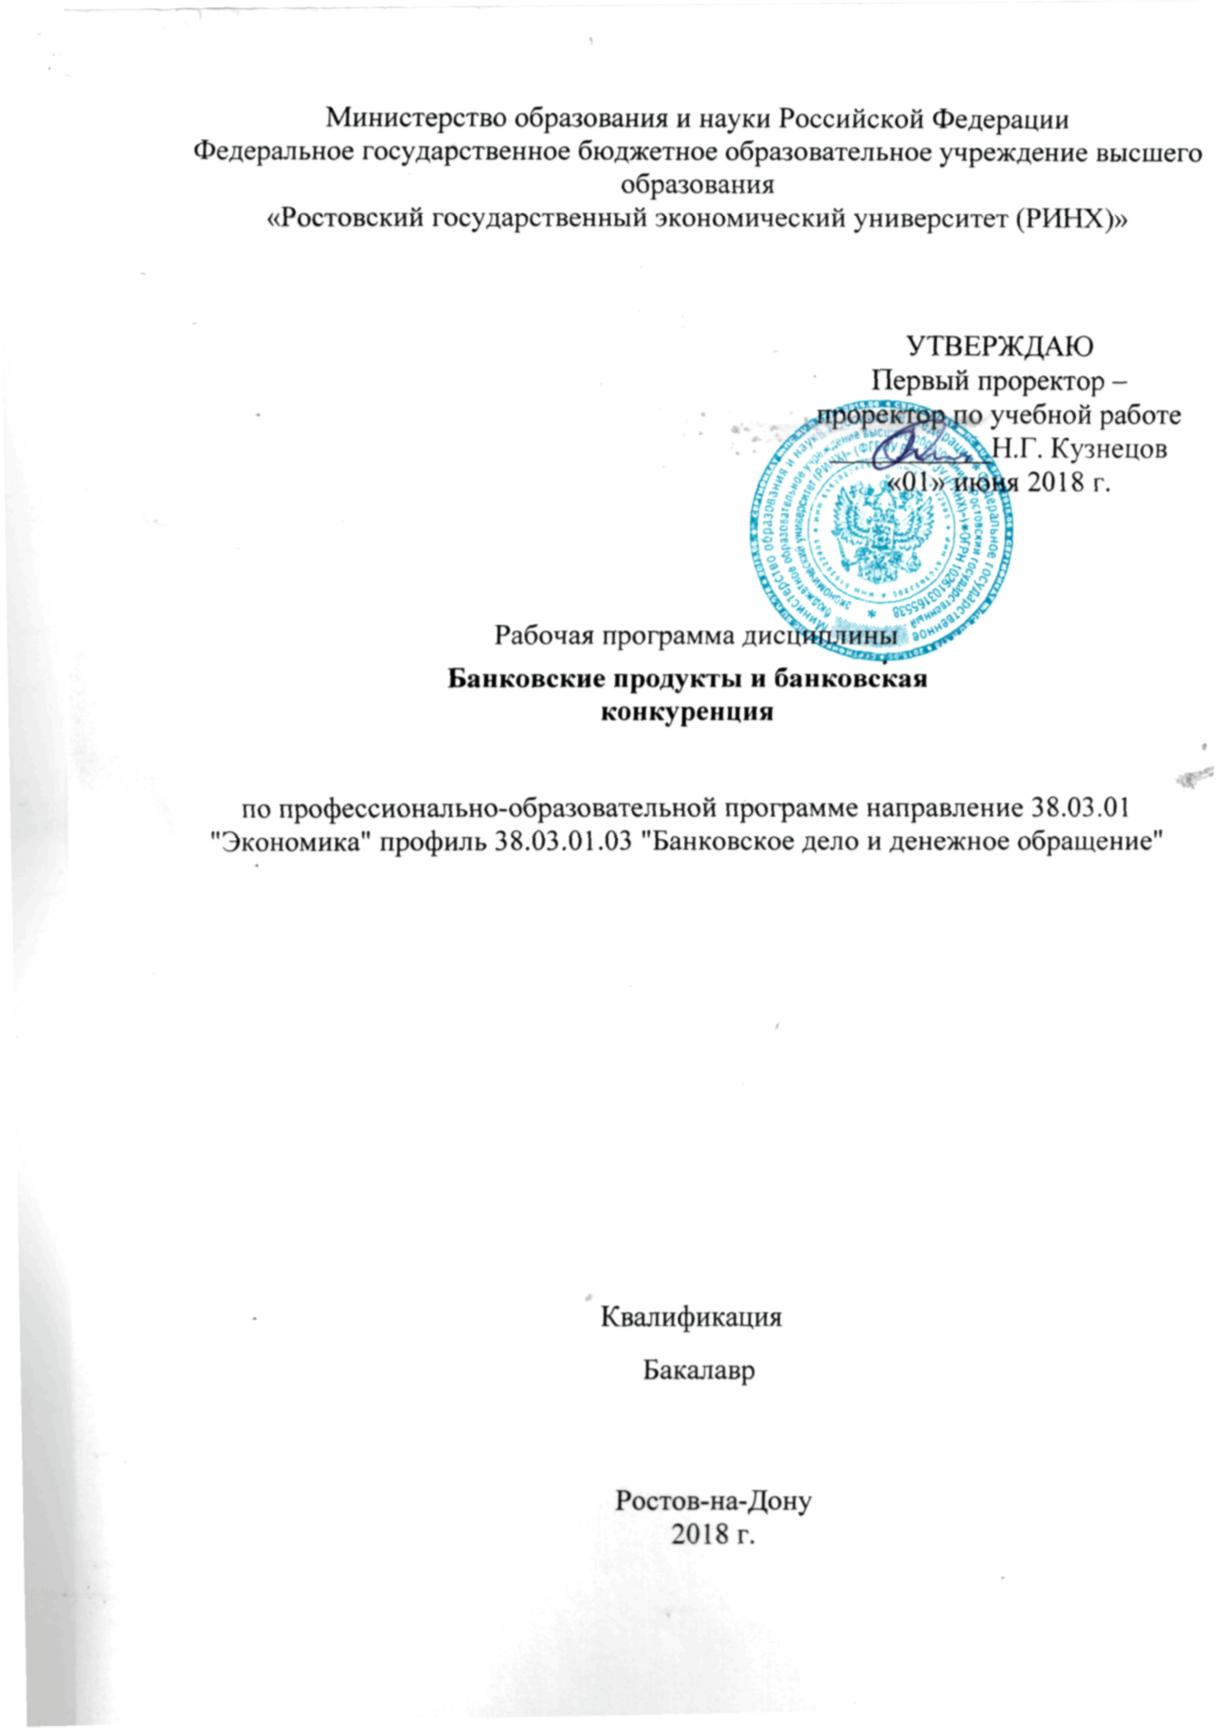 Министерство образования и науки Российской Федерации
Федеральное государственное бюджетное образовательное учреждение высшего
образования
«Ростовский государственный экономический университет (РИНХ)»
УТВЕРЖДАЮ
Первый проректор –
проректор по учебной работе
Н.Г. Кузнецов
«01» июня 2018 г.
Рабочая программа дисциплины
Банковские продукты и банковская
конкуренция
по профессионально-образовательной программе направление 38.03.01
"Экономика" профиль 38.03.01.03 "Банковское дело и денежное обращение"
Квалификация
Бакалавр
Ростов-на-Дону
2018 г.